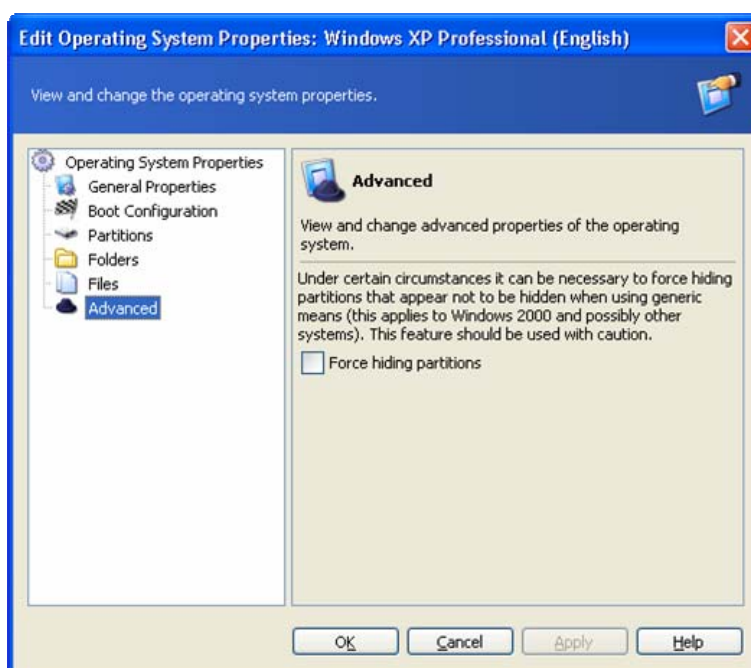 Edit Operating System Properties: Windows XP Professional (English)
View and change the operating system properties.
Operating System Properties
General Properties
Boot Configuration
Partitions
Folders
Files
Advanced
Advanced
View and change advanced properties of the operating
system.
Under certain circumstances it can be necessary to force hiding
partitions that appear not to be hidden when using generic
means (this applies to Windows 2000 and possibly other
systems). This feature should be used with caution.
Force hiding partitions
OK
Cancel
Apply
Help